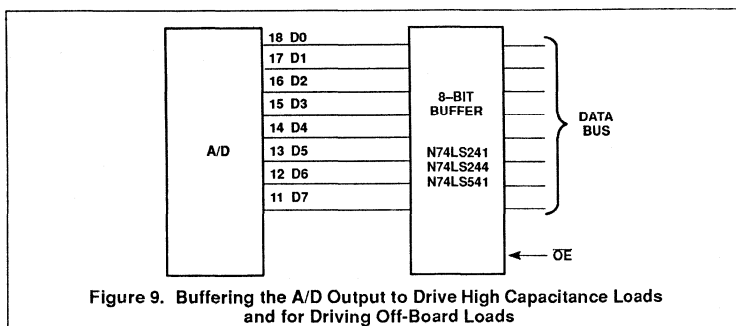 18 D0
17 D1
16 D2
15 D3
14 D4
13 D5
12 D6
11 D7
A/D
8–BIT
BUFFER
N74LS241
N74LS244
N74LS541
DATA
BUS
OE
Figure 9. Buffering the A/D Output to Drive High Capacitance Loads
and for Driving Off-Board Loads